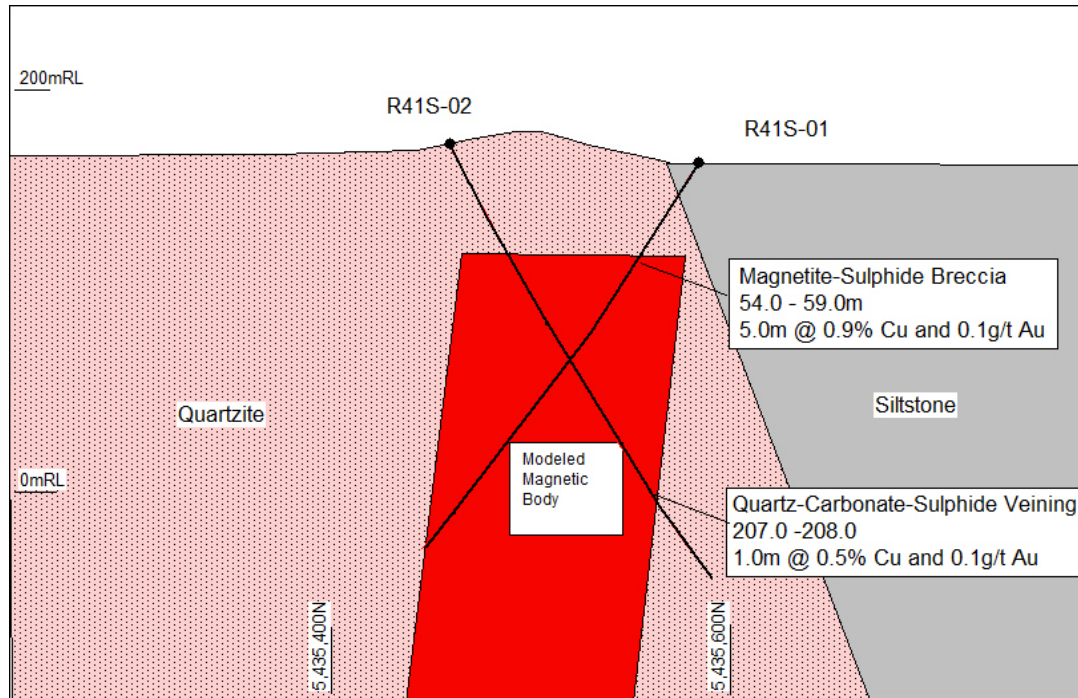 200mRL
R41S-02
R41S-01
Magnetite-Sulphide Breccia
54.0 - 59.0m
5.0m @ 0.9% Cu and 0.1g/t Au
Quartzite
Siltstone
Modeled
Magnetic
Body
0mRL
Quartz-Carbonate-Sulphide Veining
207.0 -208.0
1.0m @ 0.5% Cu and 0.1g/t Au
5,435,400N
5,435,600N